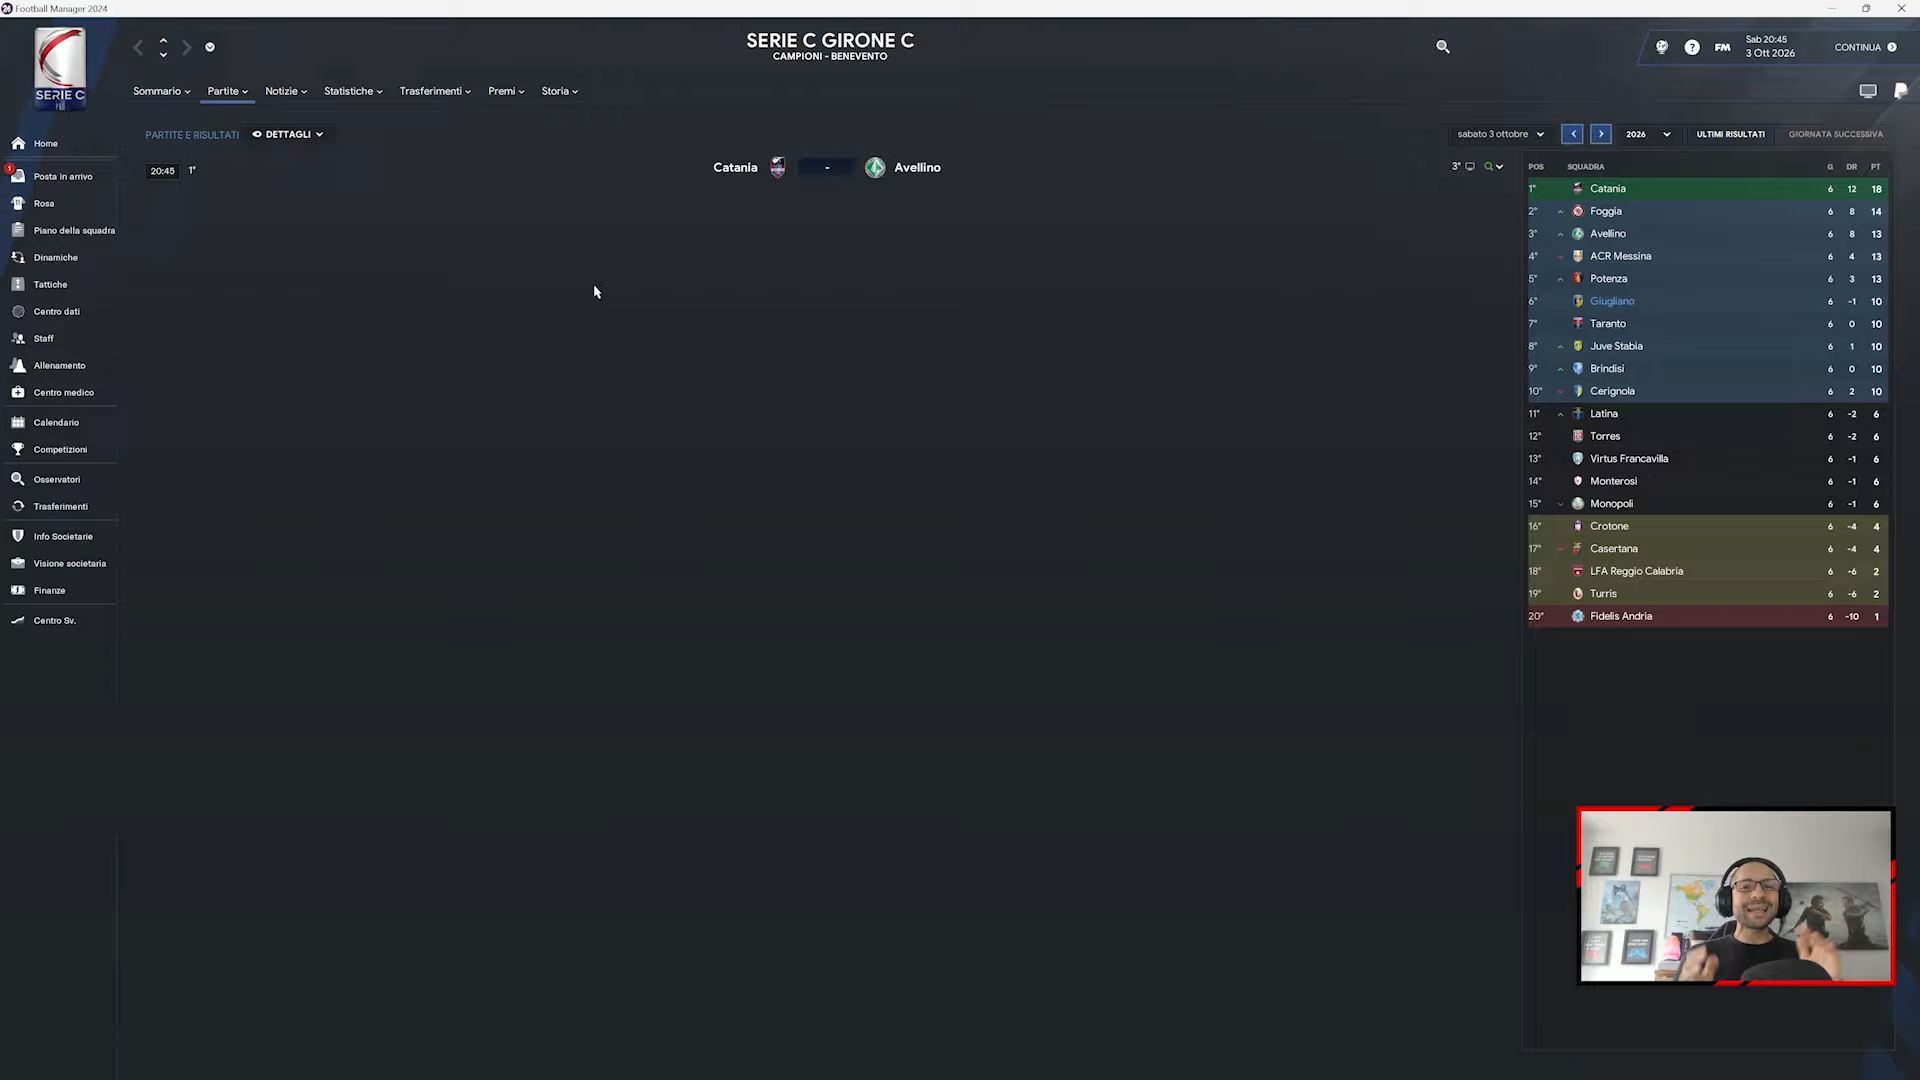 Football Manager 2024
SERIE C
SERIE C GIRONE C
CAMPIONI - BENEVENTO
FM
Sab 20:45
3 Ott 2026
CONTINUA
Sommario
Partite
Notizie
Statistiche
Trasferimenti
Premi
Storia
PARTITE E RISULTATI
DETTAGLI
sabato 3 ottobre
2026
ULTIMI RISULTATI
GIORNATA SUCCESSIVA
20:45 1°
Catania - Avellino
3°
1
Home
Posta in arrivo
Rosa
Piano della squadra
Dinamiche
Tattiche
Centro dati
Staff
Allenamento
Centro medico
Calendario
Competizioni
Osservatori
Trasferimenti
Info Societarie
Visione societaria
Finanze
Centro Sv.
POS SQUADRA G DR PT
1° Catania 6 12 18
2° Foggia 6 8 14
3° Avellino 6 8 13
4° ACR Messina 6 4 13
5° Potenza 6 3 13
6° Giugliano 6 -1 10
7° Taranto 6 0 10
8° Juve Stabia 6 1 10
9° Brindisi 6 0 10
10° Cerignola 6 2 10
11° Latina 6 -2 6
12° Torres 6 -2 6
13° Virtus Francavilla 6 -1 6
14° Monterosi 6 -1 6
15° Monopoli 6 -1 6
16° Crotone 6 -4 4
17° Casertana 6 -4 4
18° LFA Reggio Calabria 6 -6 2
19° Turris 6 -6 2
20° Fidelis Andria 6 -10 1